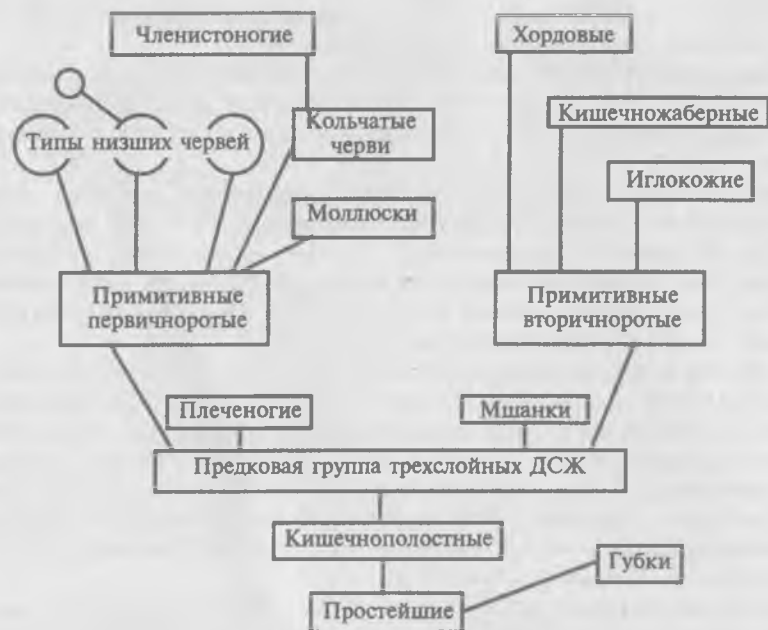 Членистоногие
Хордовые
Кишечножаберные
Типы низших червей
Кольчатые
черви
Иглокожие
Моллюски
Примитивные
первичноротые
Примитивные
вторичноротые
Плеченогие
Мшанки
Предковая группа трехслойных ДСЖ
Кишечнополостные
Губки
Простейшие